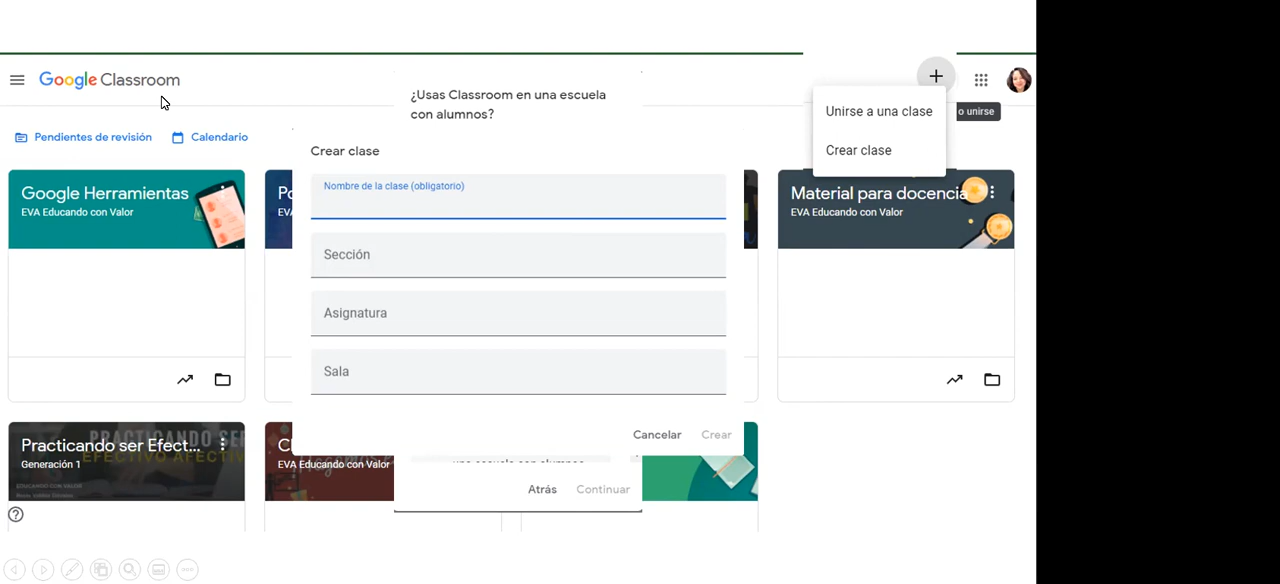 Google Classroom
Unirse a una clase
o unirse
Crear clase
Pendientes de revisión
Calendario
¿Usas Classroom en una escuela
con alumnos?
Crear clase
Nombre de la clase (obligatorio)
Sección
Asignatura
Sala
Cancelar
Crear
Google Herramientas
EVA Educando con Valor
Material para docencia
EVA Educando con Valor
Practicando ser Efect...
Generación 1
EVA Educando con Valor
Atrás
Continuar